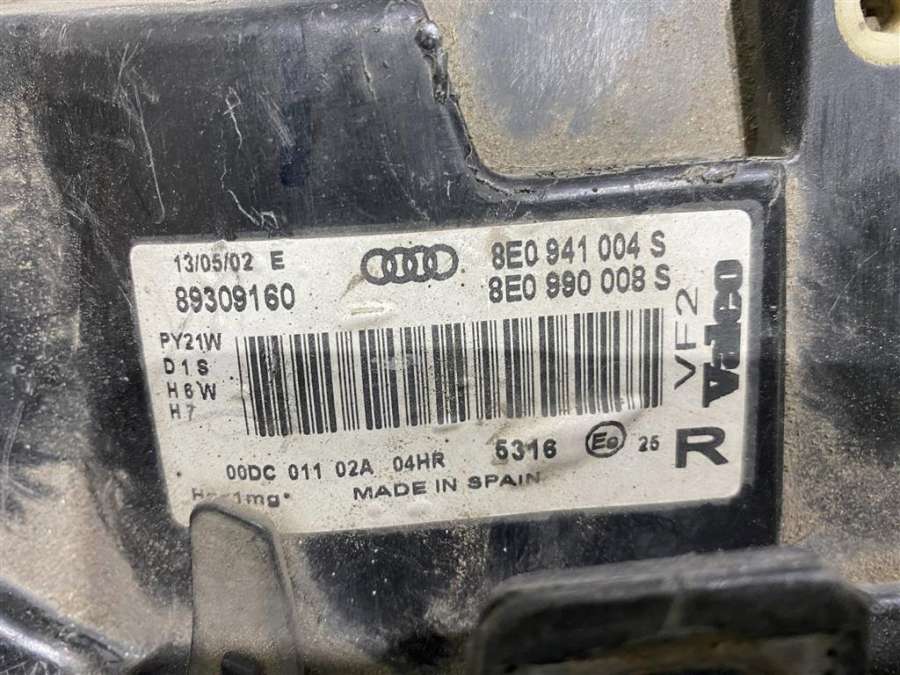 13/05/02 E
8E0 941 004 S
89309160
8E0 990 008 S
PY21W
D1S
H6W
H7
VF2
Valeo
00DC 011 02A 04HR
5316
E9
25
R
MADE IN SPAIN